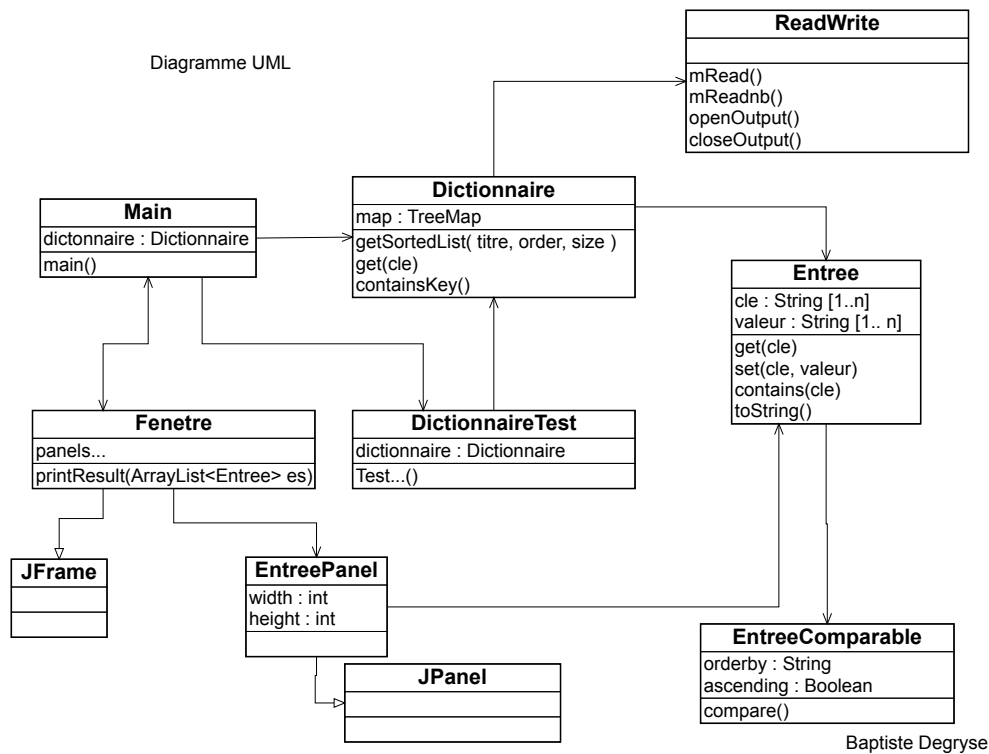 Diagramme UML
ReadWrite
mRead()
mReadnb()
openOutput()
closeOutput()
Main
dictonnaire : Dictionnaire
main()
Dictionnaire
map : TreeMap
getSortedList( titre, order, size )
get(cle)
containsKey()
Entree
cle : String [1..n]
valeur : String [1.. n]
get(cle)
set(cle, valeur)
contains(cle)
toString()
Fenetre
panels...
printResult(ArrayList<Entree> es)
DictionnaireTest
dictionnaire : Dictionnaire
Test...()
JFrame
EntreePanel
width : int
height : int
JPanel
EntreeComparable
orderby : String
ascending : Boolean
compare()
Baptiste Degryse